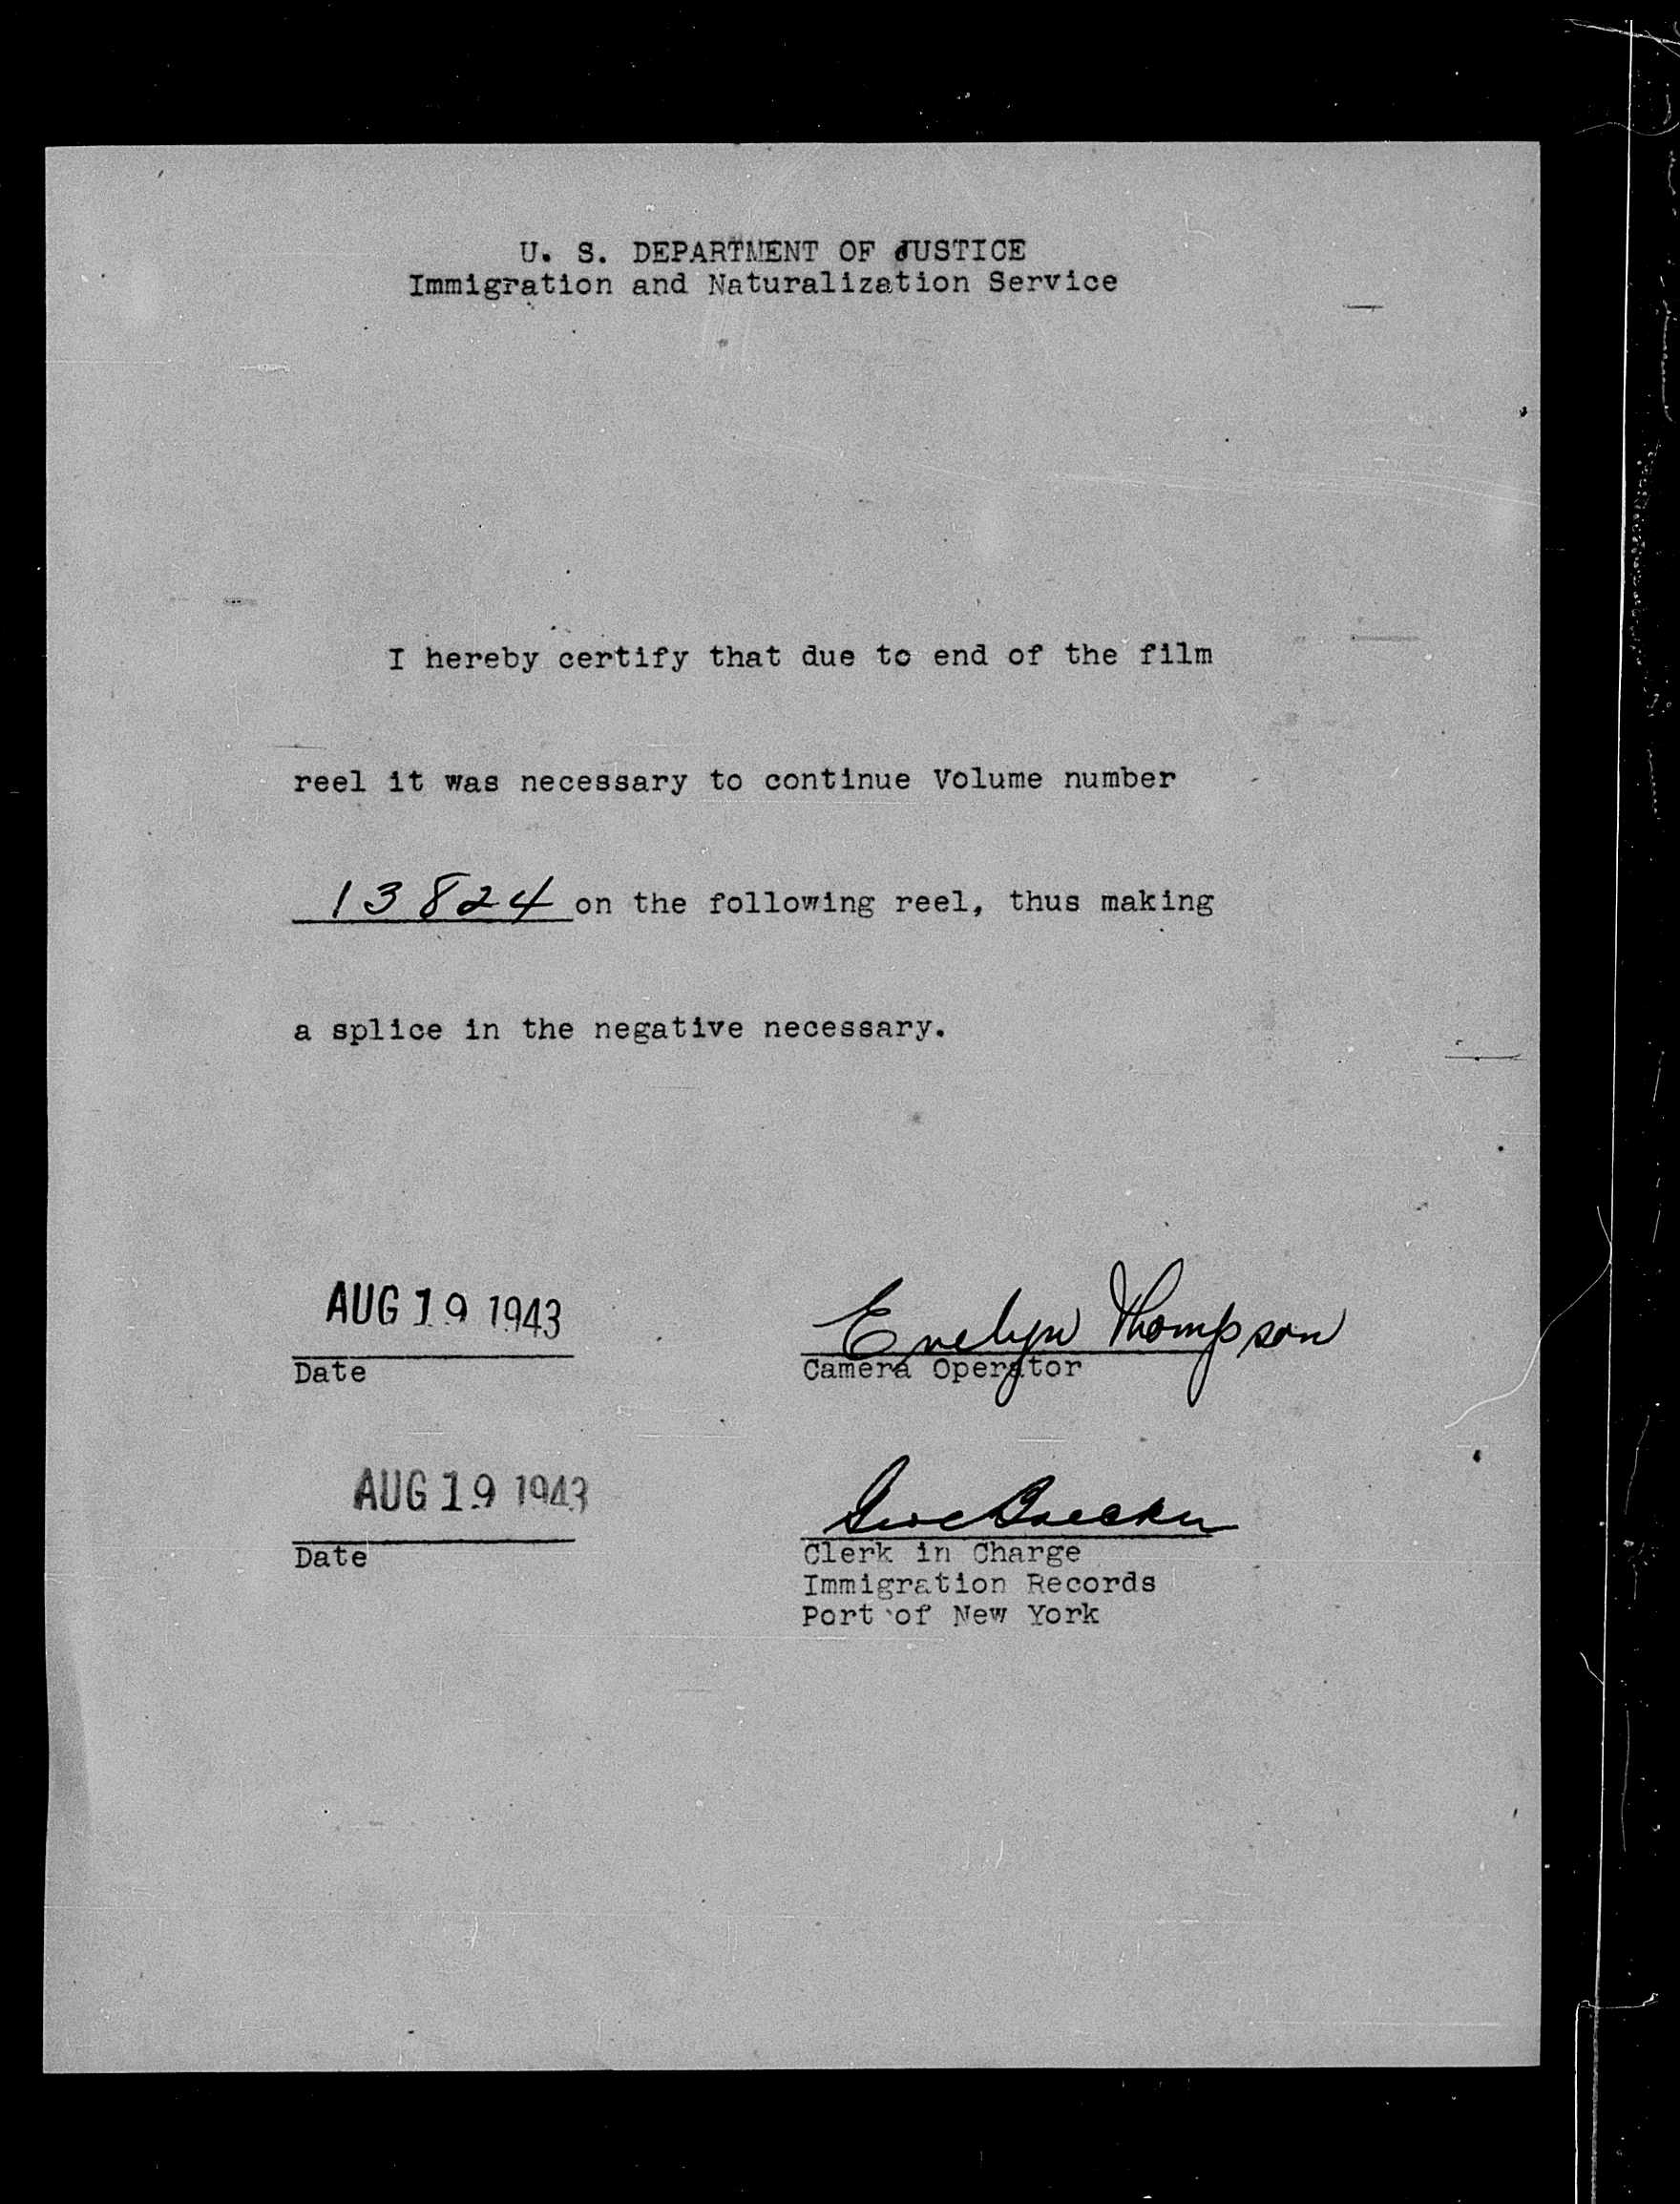 U. S. DEPARTMENT OF JUSTICE
Immigration and Naturalization Service
I hereby certify that due to end of the film
reel it was necessary to continue Volume number
13824 on the following reel, thus making
a splice in the negative necessary.
AUG 19 1943
Evelyn Thompson
Date
Camera Operator
AUG 19 1943
Date
Clerk in Charge
Immigration Records
Port of New York